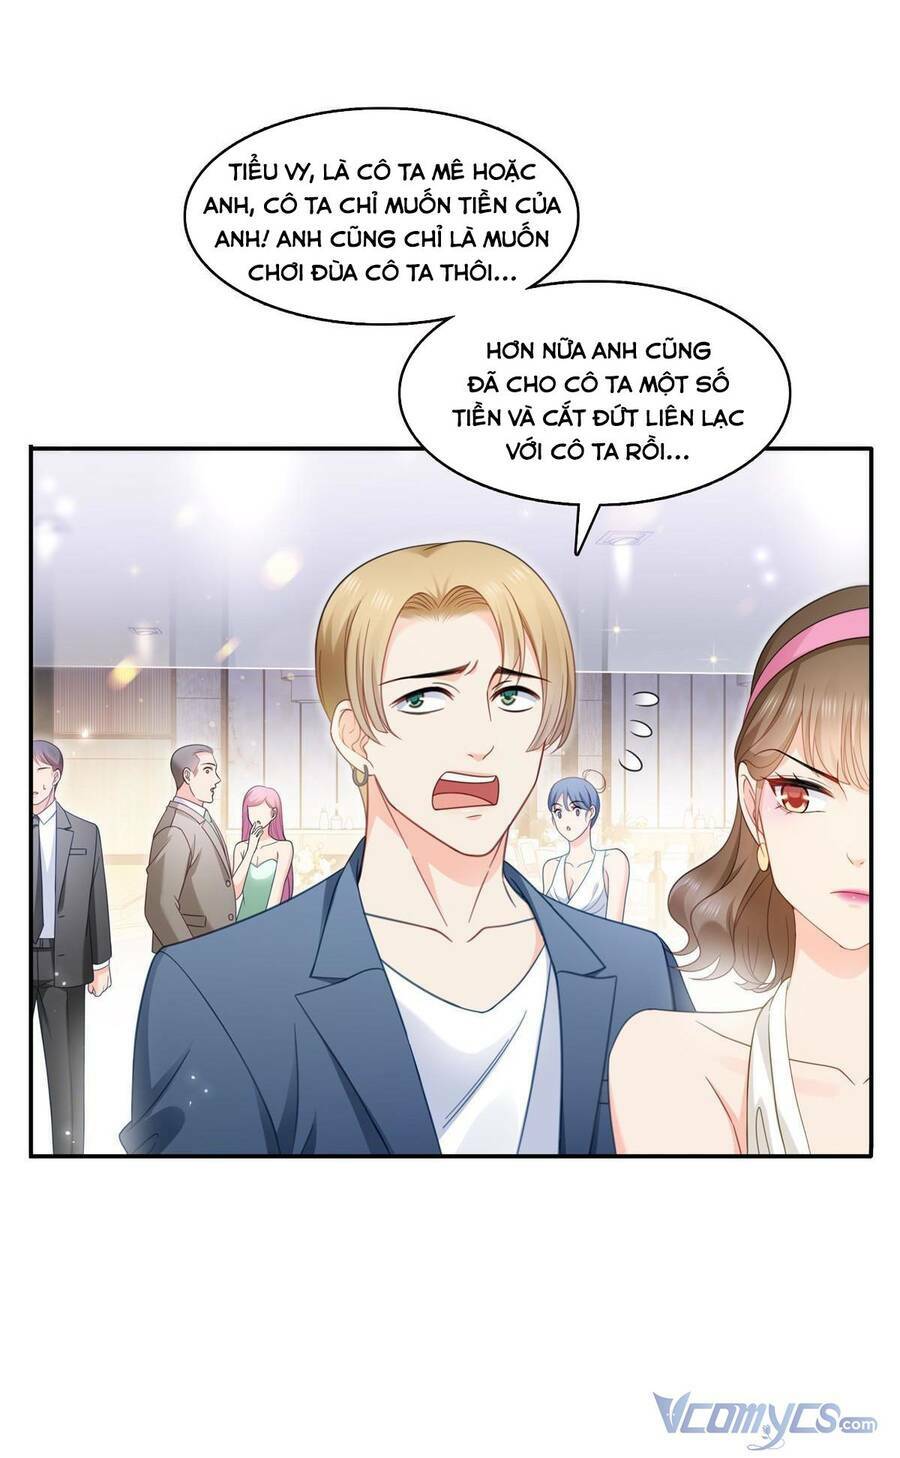 TIỂU VY, LÀ CÔ TA MÊ HOẶC
ANH, CÔ TA CHỈ MUỐN TIỀN CỦA
ANH! ANH CŨNG CHỈ LÀ MUỐN
CHƠI ĐÙA CÔ TA THÔI...
HƠN NỮA ANH CŨNG
ĐÃ CHO CÔ TA MỘT SỐ
TIỀN VÀ CẮT ĐỨT LIÊN LẠC
VỚI CÔ TA RỒI...
VCOMYCS.com